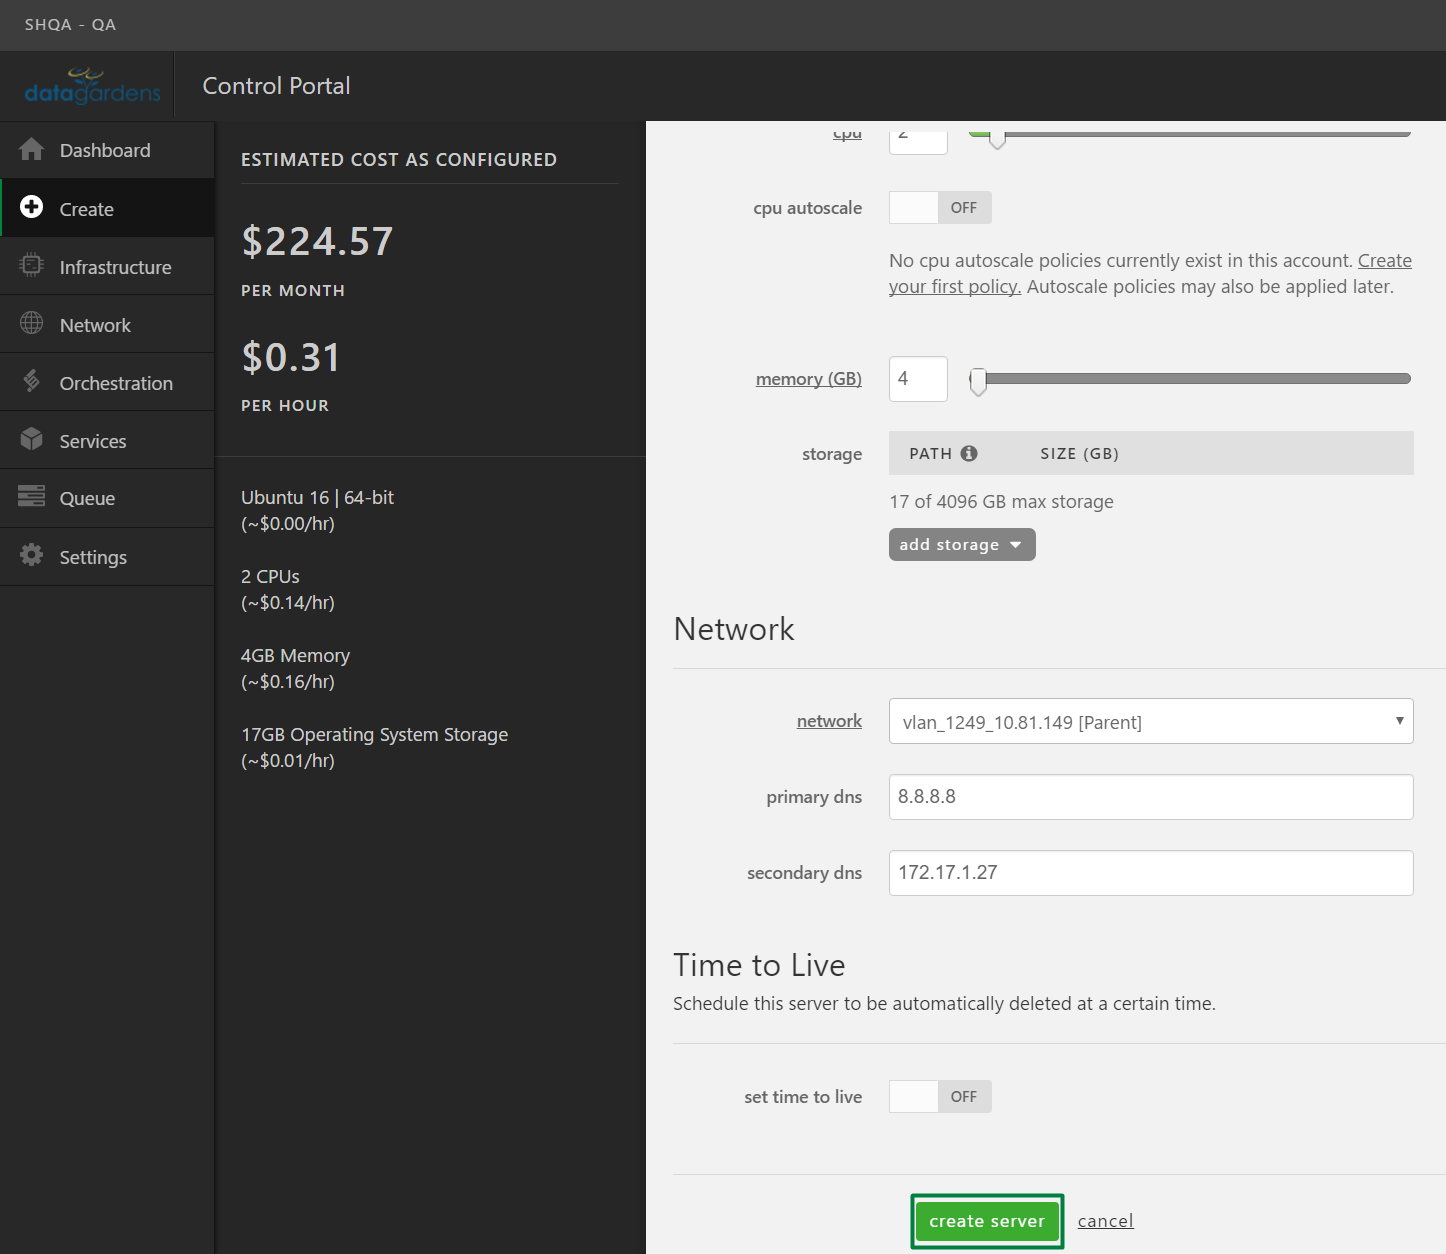 SHQA - QA
datagardens
Control Portal
Dashboard
Create
Infrastructure
Network
Orchestration
Services
Queue
Settings
ESTIMATED COST AS CONFIGURED
$224.57
PER MONTH
$0.31
PER HOUR
Ubuntu 16 | 64-bit
(~$0.00/hr)
2 CPUs
(~$0.14/hr)
4GB Memory
(~$0.16/hr)
17GB Operating System Storage
(~$0.01/hr)
cpu 2
cpu autoscale OFF
No cpu autoscale policies currently exist in this account. Create
your first policy. Autoscale policies may also be applied later.
memory (GB) 4
storage PATH SIZE (GB)
17 of 4096 GB max storage
add storage
Network
network vlan_1249_10.81.149 [Parent]
primary dns 8.8.8.8
secondary dns 172.17.1.27
Time to Live
Schedule this server to be automatically deleted at a certain time.
set time to live OFF
create server cancel